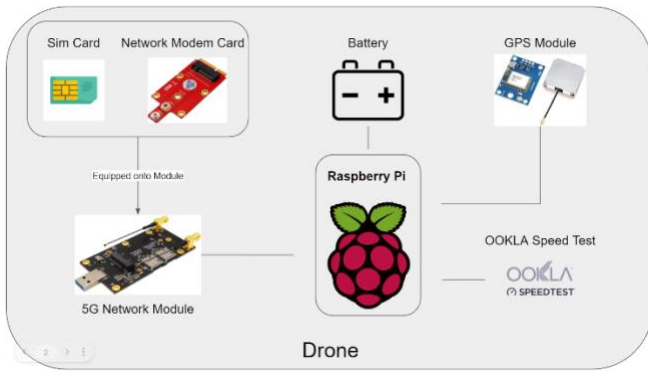 Sim Card
Network Modem Card
Battery
GPS Module
Equipped onto Module
Raspberry Pi
OOKLA Speed Test
OOKLA
SPEEDTEST
5G Network Module
2
Drone